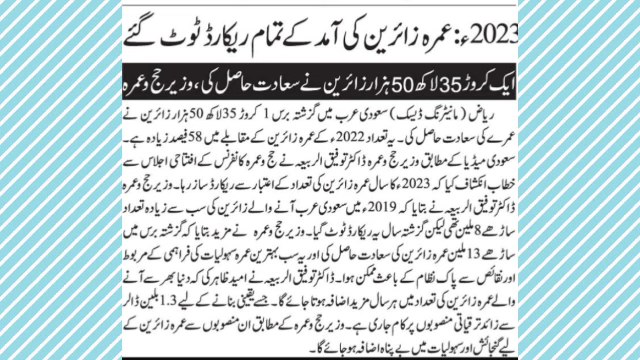 2023ء: عمرہ زائرین کی آمد کے تمام ریکارڈ ٹوٹ گئے
ایک کروڑ 35 لاکھ 50 ہزار زائرین نے سعادت حاصل کی، وزیر حج وعمرہ
ریاض (مانیٹرنگ ڈیسک) سعودی عرب میں گزشتہ برس 1 کروڑ 35 لاکھ 50 ہزار زائرین نے
عمرے کی سعادت حاصل کی۔ یہ تعداد 2022ء کے عمرہ زائرین کے مقابلے میں 58 فیصد زیادہ ہے۔
سعودی میڈیا کے مطابق وزیر حج وعمرہ ڈاکٹر توفیق الربیعہ نے حج وعمرہ کانفرنس کے افتتاحی اجلاس سے
خطاب میں انکشاف کیا کہ 2023ء کا سال عمرہ زائرین کی تعداد کے اعتبار سے ریکارڈ ساز رہا۔ وزیر حج وعمرہ
ڈاکٹر توفیق الربیعہ نے بتایا کہ 2019ء میں سعودی عرب آنے والے زائرین کی سب سے زیادہ تعداد
ساڑھے 8 ملین تھی لیکن گزشتہ سال یہ ریکارڈ ٹوٹ گیا۔ وزیر حج وعمرہ نے مزید بتایا کہ گزشتہ برس میں
ساڑھے 13 ملین عمرہ زائرین کی سعادت حاصل کی اور یہ سب بہترین عمرہ سہولیات کی فراہمی کے مربوط
اور نقائص سے پاک نظام کے باعث ممکن ہوا۔ ڈاکٹر توفیق الربیعہ نے امید ظاہر کی کہ دنیا بھر سے آنے
والے عمرہ زائرین کی تعداد میں ہر سال مزید اضافہ ہوتا جائے گا۔ جسے یقینی بنانے کے لیے 1.3 بلین ڈالر
سے زائد ترقیاتی منصوبوں پر کام جاری ہے۔ وزیر حج وعمرہ کے مطابق ان منصوبوں سے عمرہ زائرین کے
لیے گنجائش اور سہولیات میں بے پناہ اضافہ ہو جائے گا۔